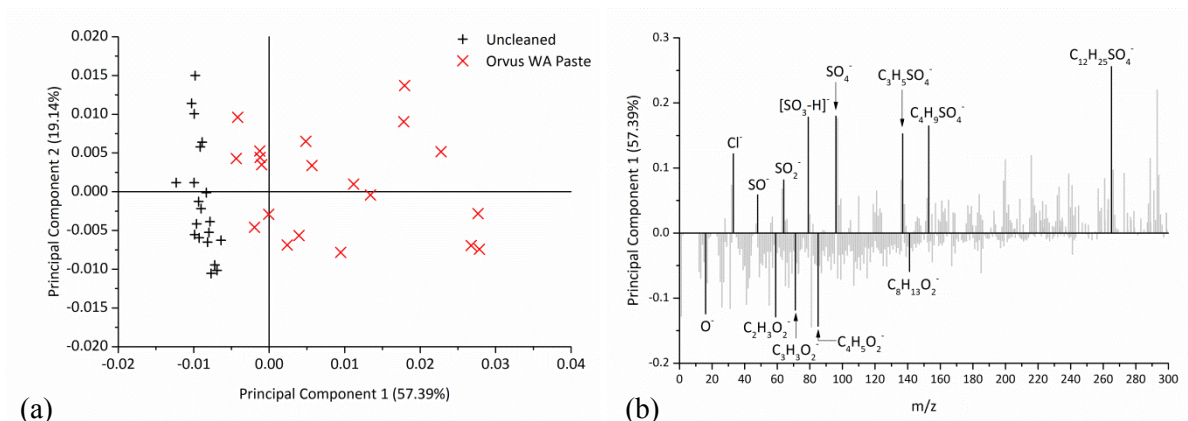 0.020
0.015
0.010
0.005
0.000
-0.005
-0.010
-0.015
-0.020
-0.02
-0.01
0.00
0.01
0.02
0.03
0.04
Principal Component 2 (19.14%)
Principal Component 1 (57.39%)
+ Uncleaned
× Orvus WA Paste
(a)
0.3
0.2
0.1
0.0
-0.1
-0.2
Principal Component 1 (57.39%)
C₁₂H₂₅SO₄⁻
SO₄⁻
C₃H₅SO₄⁻
[SO₃-H]⁻
C₄H₉SO₄⁻
Cl⁻
SO₂⁻
SO⁻
C₈H₁₃O₂⁻
O⁻
C₂H₃O₂⁻
C₄H₅O₂⁻
C₃H₃O₂⁻
0 20 40 60 80 100 120 140 160 180 200 220 240 260 280 300
m/z
(b)